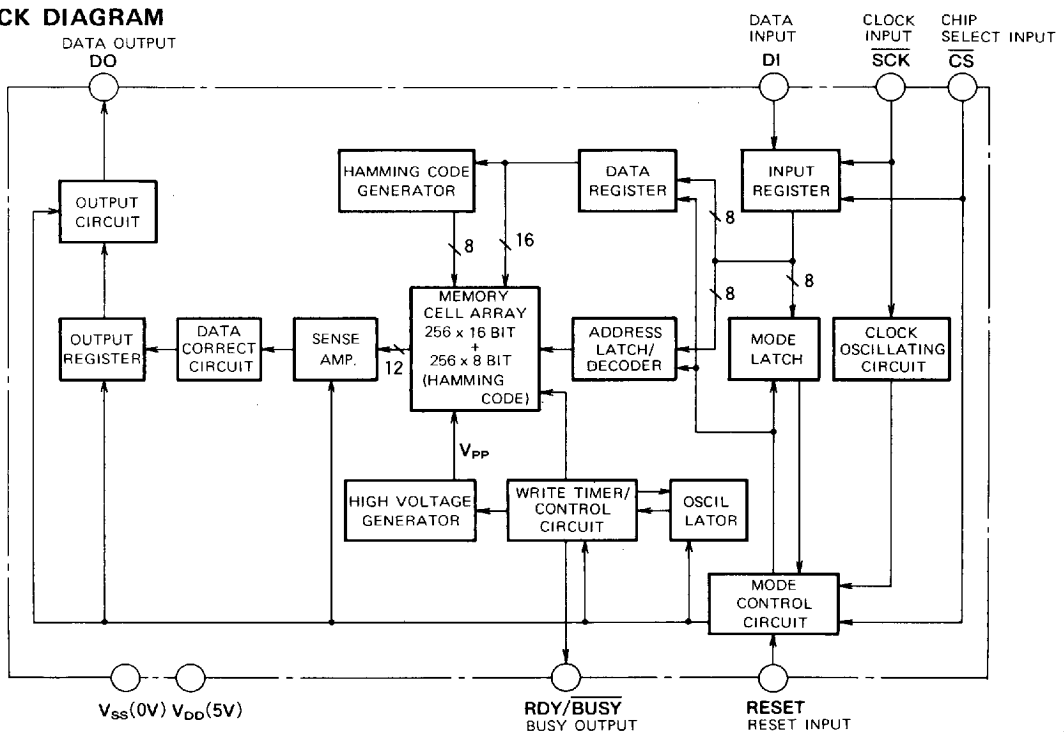 CK DIAGRAM
DATA OUTPUT
DO
DATA
INPUT
DI
CLOCK
INPUT
SCK
CHIP
SELECT INPUT
CS
HAMMING CODE
GENERATOR
DATA
REGISTER
INPUT
REGISTER
OUTPUT
CIRCUIT
8
8
16
8
8
MEMORY
CELL ARRAY
256 x 16 BIT
+
256 x 8 BIT
(HAMMING
CODE)
OUTPUT
REGISTER
DATA
CORRECT
CIRCUIT
SENSE
AMP.
12
ADDRESS
LATCH/
DECODER
MODE
LATCH
CLOCK
OSCILLATING
CIRCUIT
VPP
HIGH VOLTAGE
GENERATOR
WRITE TIMER/
CONTROL
CIRCUIT
OSCIL
LATOR
MODE
CONTROL
CIRCUIT
VSS(0V) VDD(5V)
RDY/BUSY
BUSY OUTPUT
RESET
RESET INPUT